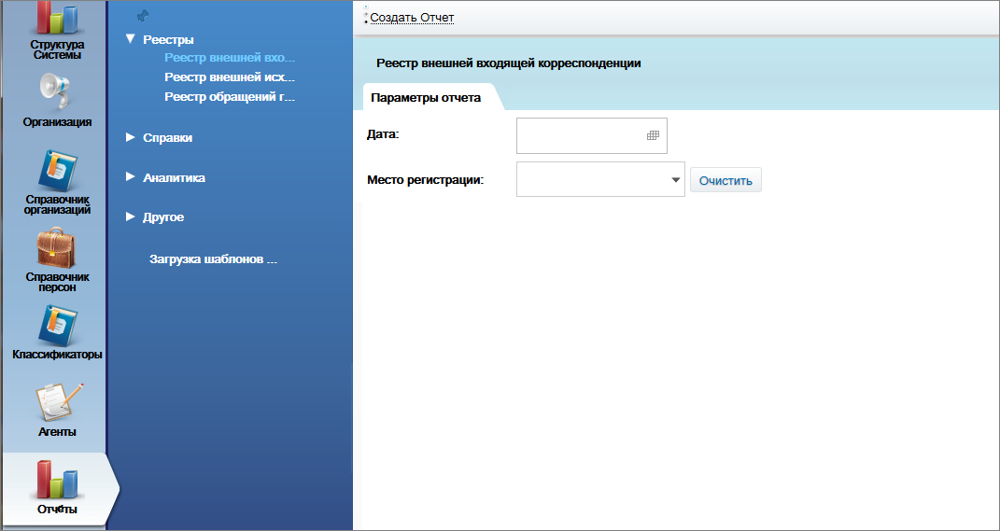 Структура
Системы
Организация
Справочник
организаций
Справочник
персон
Классификаторы
Агенты
Отчёты
Реестры
Реестр внешней вхо...
Реестр внешней исх...
Реестр обращений г...
Справки
Аналитика
Другое
Загрузка шаблонов ...
Создать Отчет
Реестр внешней входящей корреспонденции
Параметры отчета
Дата:
Место регистрации:
Очистить